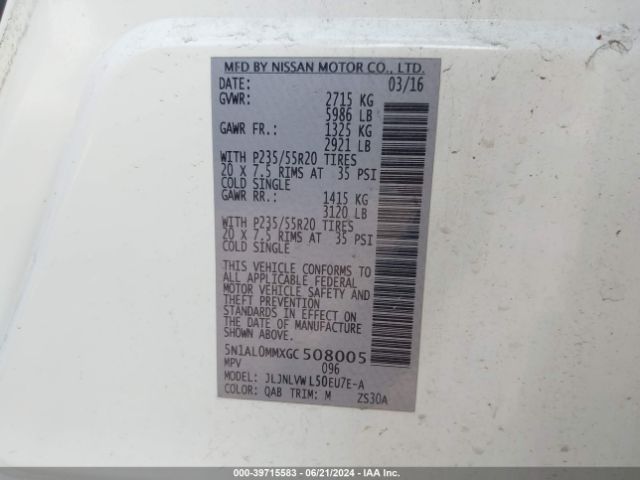 MFD BY NISSAN MOTOR CO., LTD.
DATE: 03/16
GVWR: 2715 KG
5986 LB
GAWR FR.: 1325 KG
2921 LB
WITH P235/55R20 TIRES
20 X 7.5 RIMS AT 35 PSI
COLD SINGLE
GAWR RR.: 1415 KG
3120 LB
WITH P235/55R20 TIRES
20 X 7.5 RIMS AT 35 PSI
COLD SINGLE
THIS VEHICLE CONFORMS TO
ALL APPLICABLE FEDERAL
MOTOR VEHICLE SAFETY AND
THEFT PREVENTION
STANDARDS IN EFFECT ON
THE DATE OF MANUFACTURE
SHOWN ABOVE.
5N1AL0MMXGC508005
MPV 096
MODEL: JLJNLVWL50EU7E-A
COLOR: QAB TRIM: M ZS30A
000-39715583 - 06/21/2024 - IAA Inc.